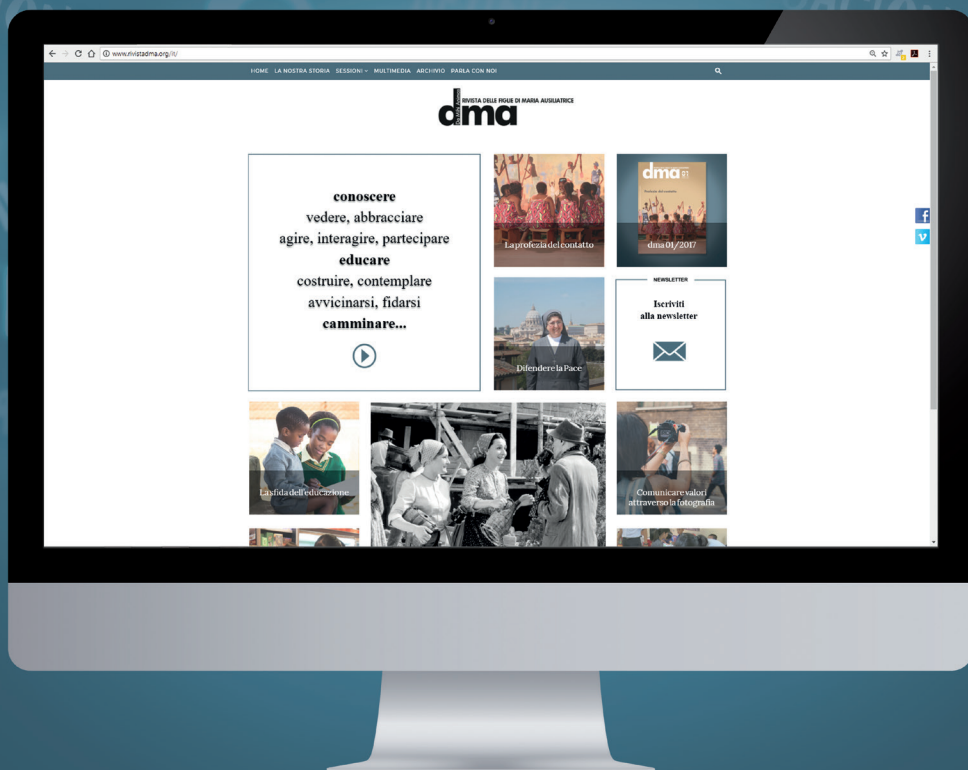 www.rivistadma.org/it/
HOME LA NOSTRA STORIA SESSIONI MULTIMEDIA ARCHIVIO PARLA CON NOI
dma
RIVISTA DELLE FIGLIE DI MARIA AUSILIATRICE
conoscere
vedere, abbracciare
agire, interagire, partecipare
educare
costruire, contemplare
avvicinarsi, fidarsi
camminare...
La profezia del contatto
dma 01
dma 01/2017
Difendere la Pace
NEWSLETTER
Iscriviti
alla newsletter
La sfida dell'educazione
Comunicare valori
attraverso la fotografia
f
v